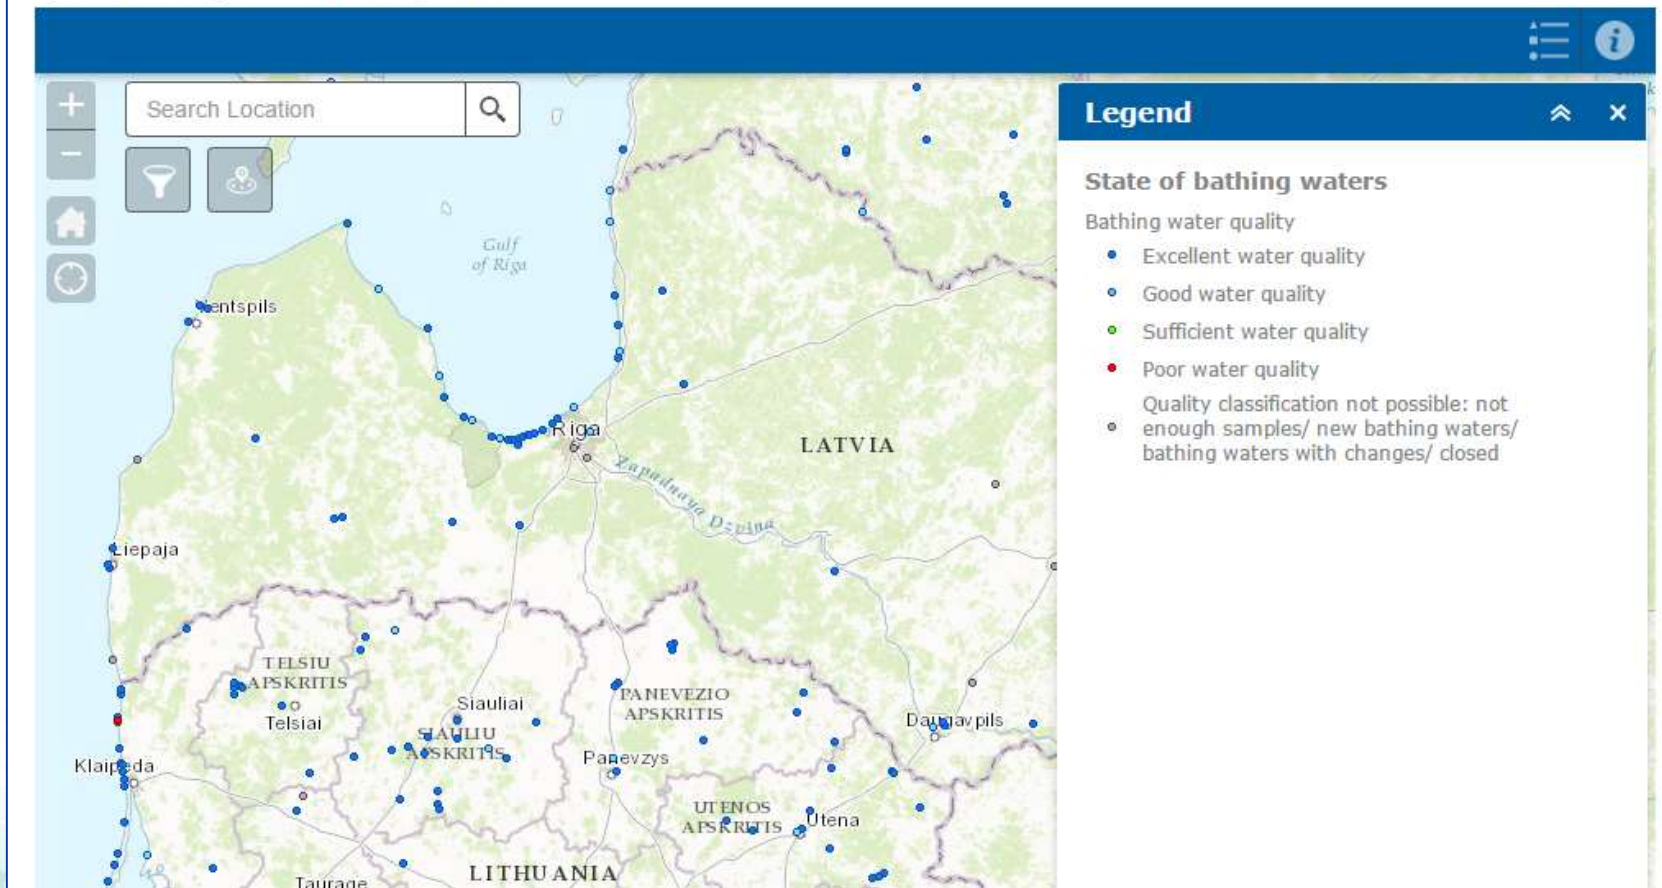 Search Location
Legend
State of bathing waters
Bathing water quality
Excellent water quality
Good water quality
Sufficient water quality
Poor water quality
Quality classification not possible: not
enough samples/ new bathing waters/
bathing waters with changes/ closed
Gulf
of Riga
Ventspils
Riga
LATVIA
Zapadnaya Dzvina
Liepaja
TELSIU
APSKRITIS
Telsiai
Siauliai
SIAULIU
APSKRITIS
PANEVEZIO
APSKRITIS
Panevzys
Daugavpils
Klaipeda
UTENOS
APSKRITIS
Utena
LITHUANIA
Taurage